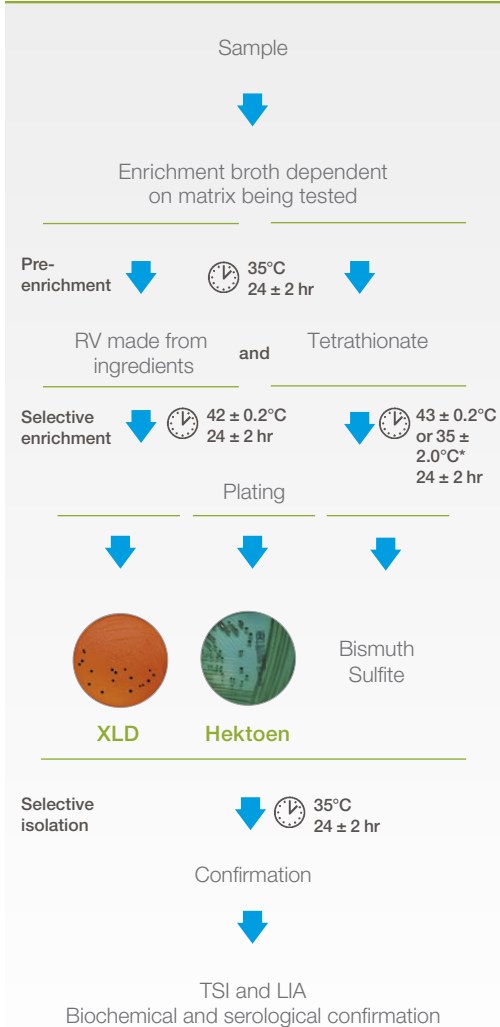 Sample
Enrichment broth dependent
on matrix being tested
Pre-
enrichment
35°C
24 ± 2 hr
RV made from
ingredients
and
Tetrathionate
Selective
enrichment
42 ± 0.2°C
24 ± 2 hr
43 ± 0.2°C
or 35 ±
2.0°C*
24 ± 2 hr
Plating
Bismuth
Sulfite
XLD
Hektoen
Selective
isolation
35°C
24 ± 2 hr
Confirmation
TSI and LIA
Biochemical and serological confirmation